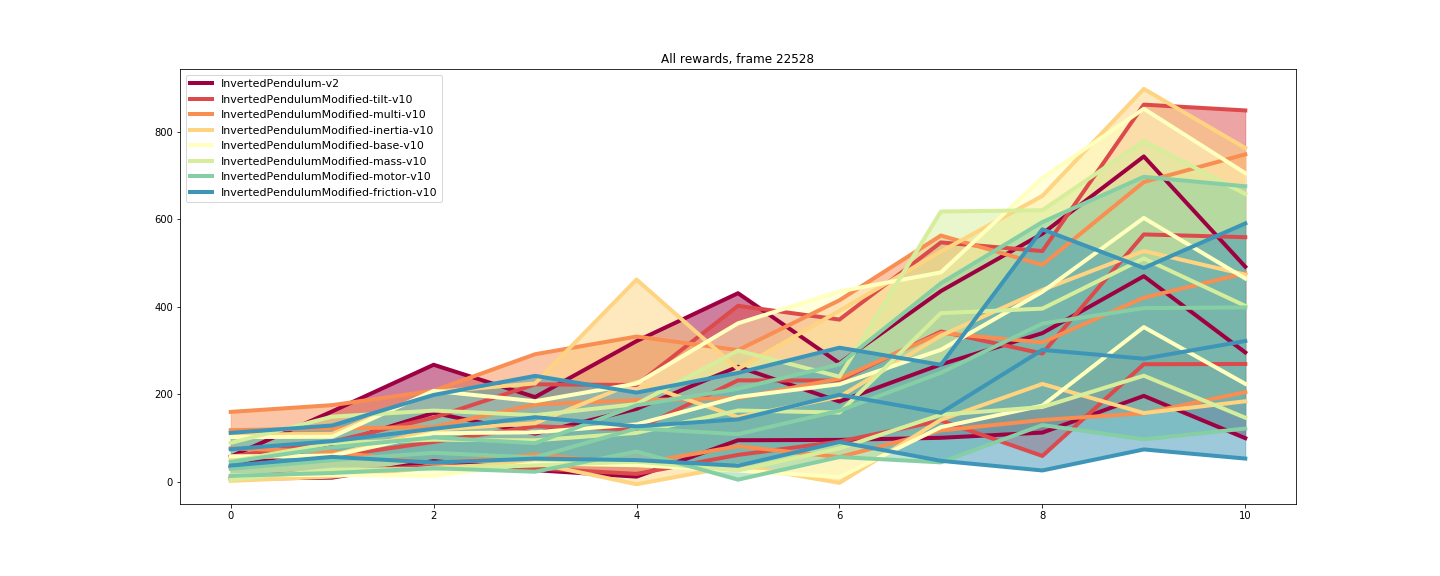 All rewards, frame 22528
InvertedPendulum-v2
InvertedPendulumModified-tilt-v10
InvertedPendulumModified-multi-v10
InvertedPendulumModified-inertia-v10
InvertedPendulumModified-base-v10
InvertedPendulumModified-mass-v10
InvertedPendulumModified-motor-v10
InvertedPendulumModified-friction-v10
800
600
400
200
0
0 2 4 6 8 10